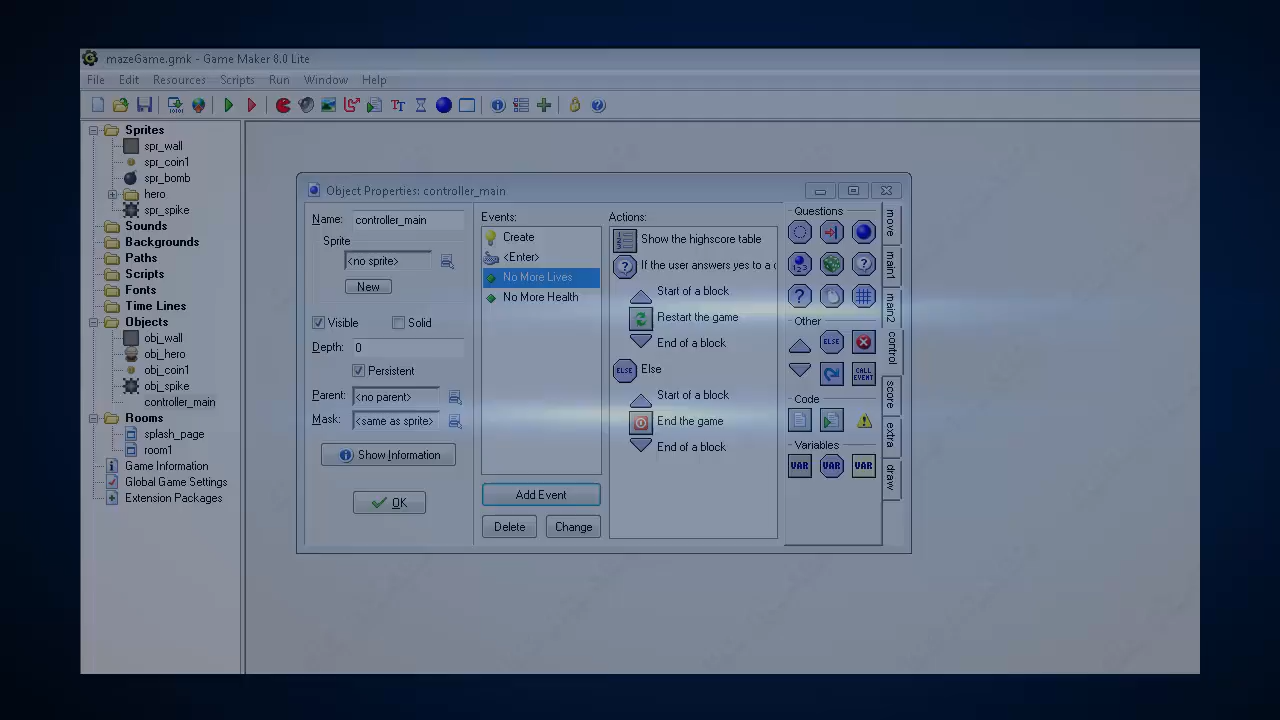 mazeGame.gmk - Game Maker 8.0 Lite
File Edit Resources Scripts Run Window Help
Sprites
spr_wall
spr_coin1
spr_bomb
hero
spr_spike
Sounds
Backgrounds
Paths
Scripts
Fonts
Time Lines
Objects
obj_wall
obj_hero
obj_coin1
obj_spike
controller_main
Rooms
splash_page
room1
Game Information
Global Game Settings
Extension Packages
Object Properties: controller_main
Name: controller_main
Sprite
<no sprite>
New
Visible Solid
Depth: 0
Persistent
Parent: <no parent>
Mask: <same as sprite>
Show Information
OK
Events:
Create
<Enter>
No More Lives
No More Health
Add Event
Delete Change
Actions:
Show the highscore table
If the user answers yes to a
Start of a block
Restart the game
End of a block
ELSE Else
Start of a block
End the game
End of a block
Questions
Other
ELSE
CALL EVENT
Code
Variables
VAR VAR VAR
move
main1
main2
control
score
extra
draw